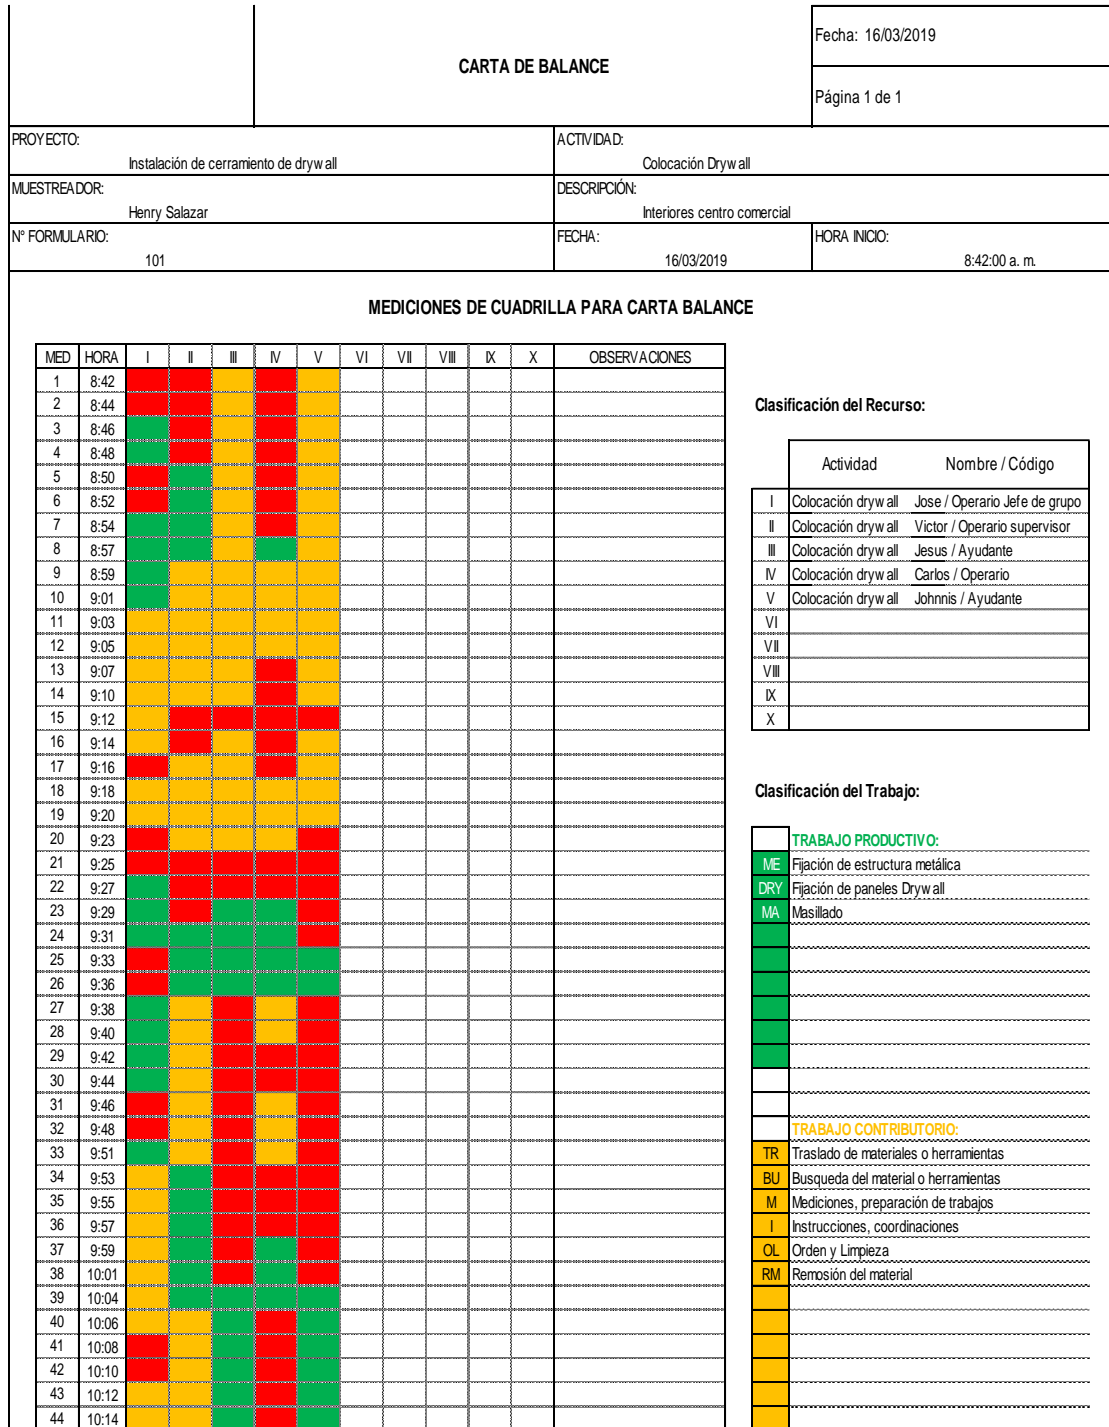 Fecha: 16/03/2019
CARTA DE BALANCE
Página 1 de 1
PROYECTO: ACTIVIDAD:
Instalación de cerramiento de drywall Colocación Drywall
MUESTREADOR: DESCRIPCIÓN:
Henry Salazar Interiores centro comercial
N° FORMULARIO: FECHA: HORA INICIO:
101 16/03/2019 8:42:00 a. m.
MEDICIONES DE CUADRILLA PARA CARTA BALANCE
MED HORA I II III IV V VI VII VIII IX X OBSERVACIONES
1 8:42
2 8:44
3 8:46
4 8:48
5 8:50
6 8:52
7 8:54
8 8:57
9 8:59
10 9:01
11 9:03
12 9:05
13 9:07
14 9:10
15 9:12
16 9:14
17 9:16
18 9:18
19 9:20
20 9:23
21 9:25
22 9:27
23 9:29
24 9:31
25 9:33
26 9:36
27 9:38
28 9:40
29 9:42
30 9:44
31 9:46
32 9:48
33 9:51
34 9:53
35 9:55
36 9:57
37 9:59
38 10:01
39 10:04
40 10:06
41 10:08
42 10:10
43 10:12
44 10:14
Clasificación del Recurso:
Actividad Nombre / Código
I Colocación drywall Jose / Operario Jefe de grupo
II Colocación drywall Victor / Operario supervisor
III Colocación drywall Jesus / Ayudante
IV Colocación drywall Carlos / Operario
V Colocación drywall Johnnis / Ayudante
VI
VII
VIII
IX
X
Clasificación del Trabajo:
TRABAJO PRODUCTIVO:
ME Fijación de estructura metálica
DRY Fijación de paneles Drywall
MA Masillado
TRABAJO CONTRIBUTORIO:
TR Traslado de materiales o herramientas
BU Busqueda del material o herramientas
M Mediciones, preparación de trabajos
I Instrucciones, coordinaciones
OL Orden y Limpieza
RM Remosión del material